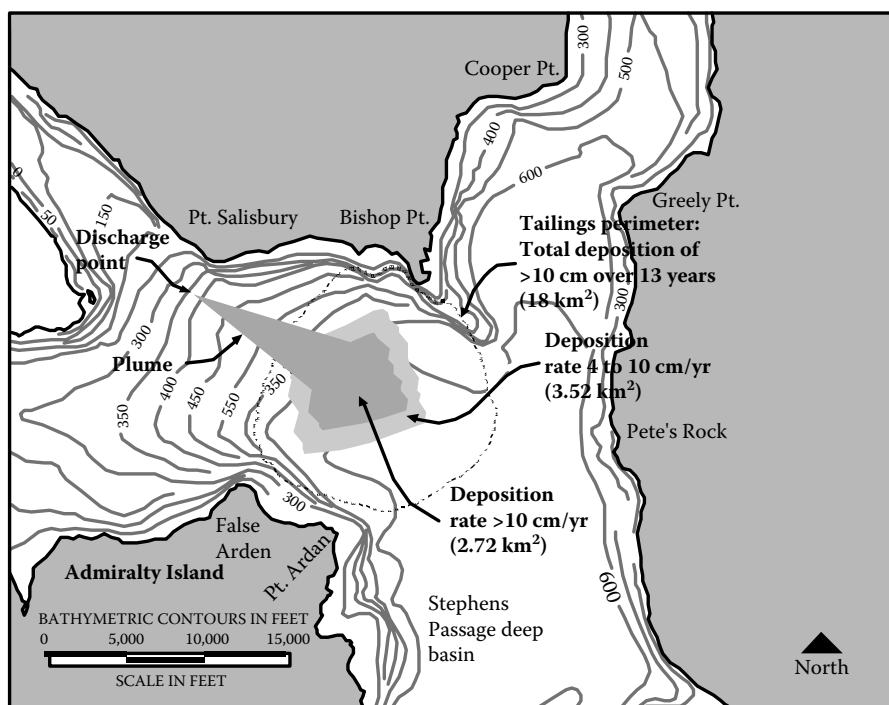 Cooper Pt.
300
500
400
600
Greely Pt.
0
50
150
Pt. Salisbury
Bishop Pt.
Discharge
point
Tailings perimeter:
Total deposition of
>10 cm over 13 years
(18 km²)
300
300
Plume
350
400
450
550
350
Deposition
rate 4 to 10 cm/yr
(3.52 km²)
Pete's Rock
300
Deposition
rate >10 cm/yr
(2.72 km²)
False
Arden
Pt. Ardan
Admiralty Island
600
Stephens
Passage deep
basin
BATHYMETRIC CONTOURS IN FEET
0 5,000 10,000 15,000
SCALE IN FEET
North